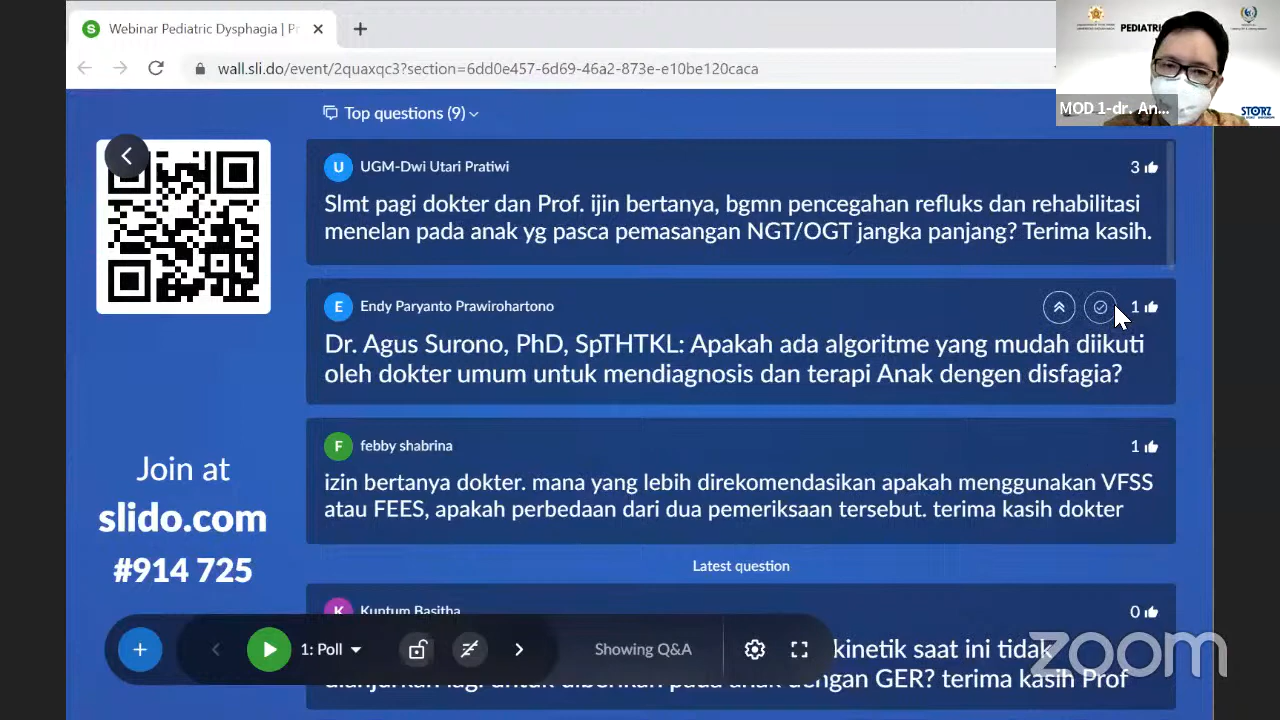 Webinar Pediatric Dysphagia | Pr
wall.sli.do/event/2quaxqc3?section=6dd0e457-6d69-46a2-873e-e10be120caca
PEDIATRI
MOD 1-dr. An...
STORZ
Top questions (9)
U UGM-Dwi Utari Pratiwi 3
Slmt pagi dokter dan Prof. ijin bertanya, bgmn pencegahan refluks dan rehabilitasi
menelan pada anak yg pasca pemasangan NGT/OGT jangka panjang? Terima kasih.
E Endy Paryanto Prawirohartono 1
Dr. Agus Surono, PhD, SpTHTKL: Apakah ada algoritme yang mudah diikuti
oleh dokter umum untuk mendiagnosis dan terapi Anak dengen disfagia?
F febby shabrina 1
izin bertanya dokter. mana yang lebih direkomendasikan apakah menggunakan VFSS
atau FEES, apakah perbedaan dari dua pemeriksaan tersebut. terima kasih dokter
Latest question
K Kuntum Basitha 0
kinetik saat ini tidak
dengan GER? terima kasih Prof
Join at
slido.com
#914 725
1: Poll
Showing Q&A
zoom